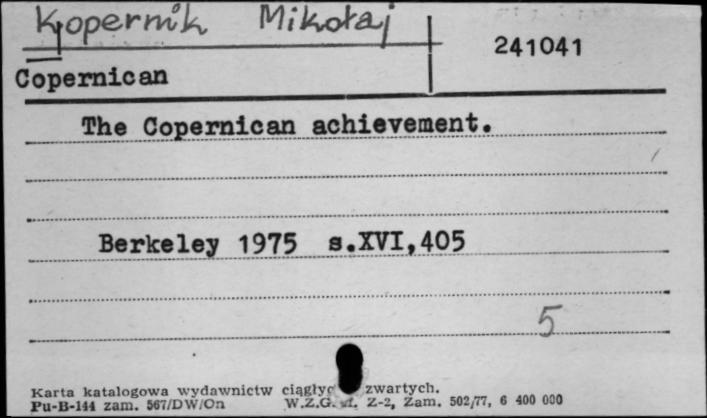 Kopernik Mikołaj
241041
Copernican
The Copernican achievement.
Berkeley 1975 s.XVI,405
5
Karta katalogowa wydawnictw zwartych.
Pu-B-144 zam. 567/DW/On W.Z.G. Z-2, Zam. 502/77, 6 400 000